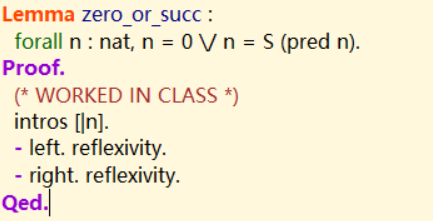 Lemma zero_or_succ :
forall n : nat, n = 0 \/ n = S (pred n).
Proof.
(* WORKED IN CLASS *)
intros [|n].
- left. reflexivity.
- right. reflexivity.
Qed.